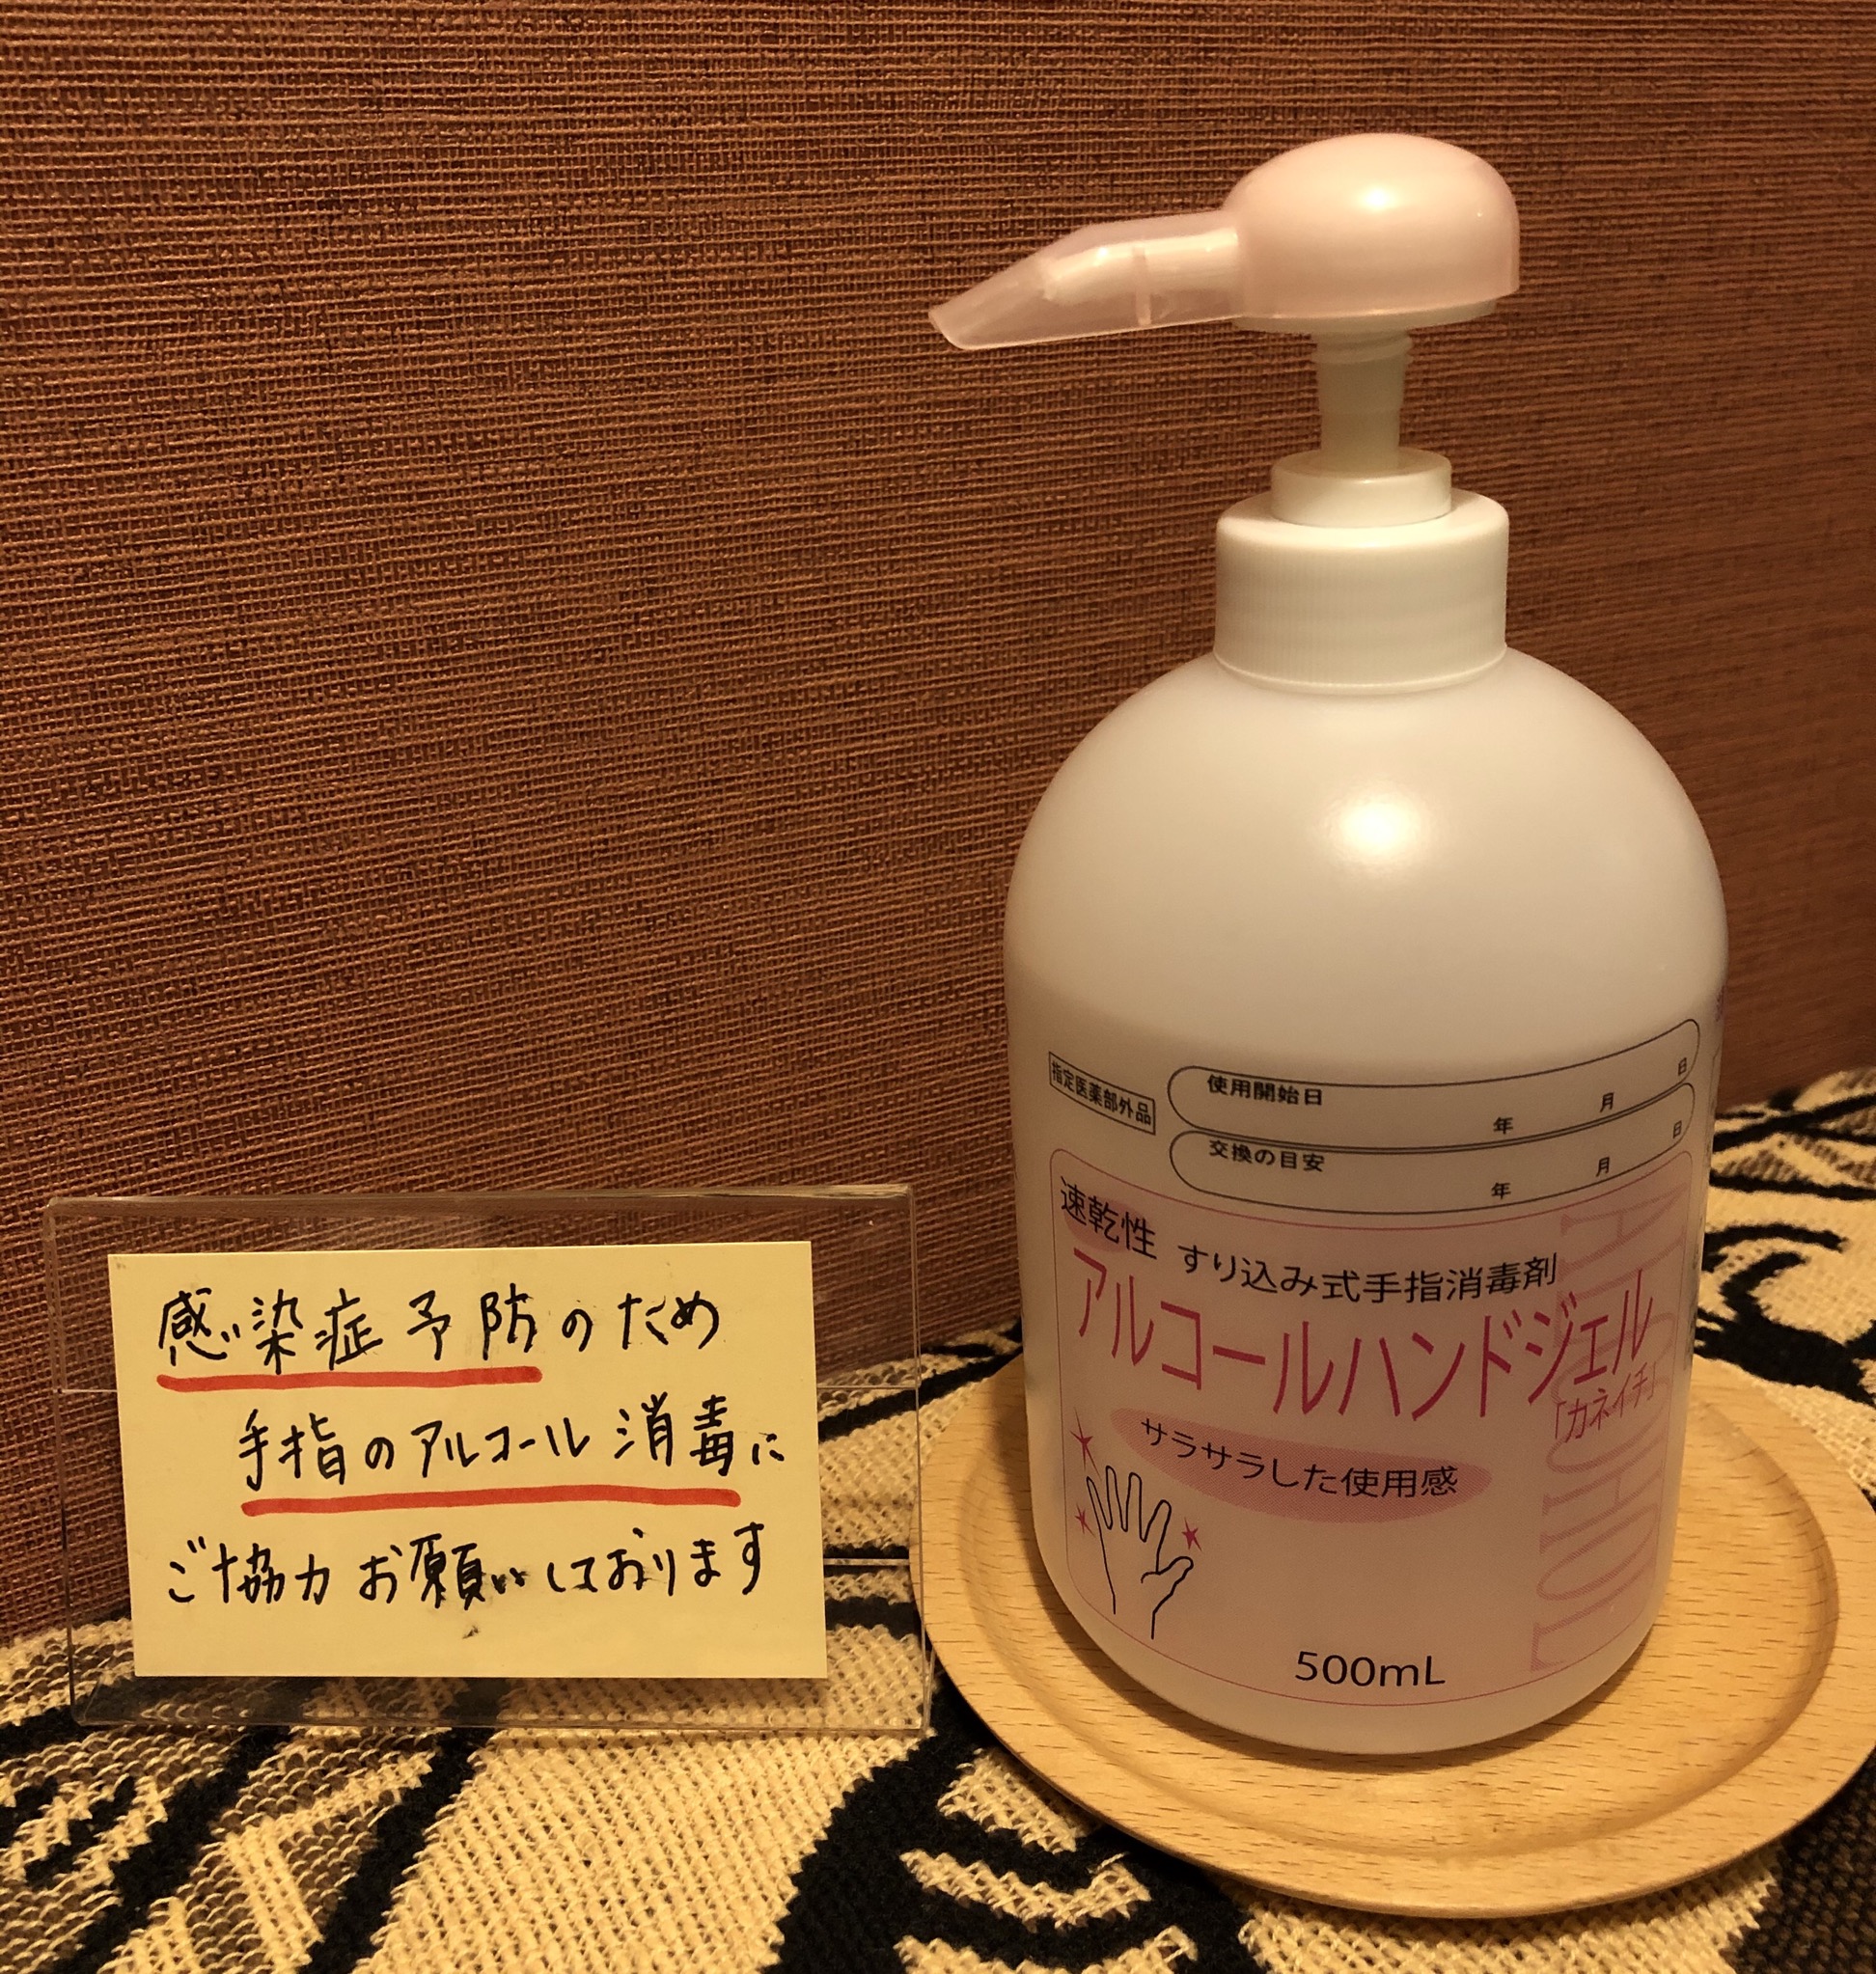 感染症予防のため
手指のアルコール消毒に
ご協力お願いしております
指定医薬部外品
使用開始日 年 月 日
交換の目安 年 月 日
速乾性 すり込み式手指消毒剤
アルコールハンドジェル
「カネイチ」
サラサラした使用感
500mL
ALCOHOL